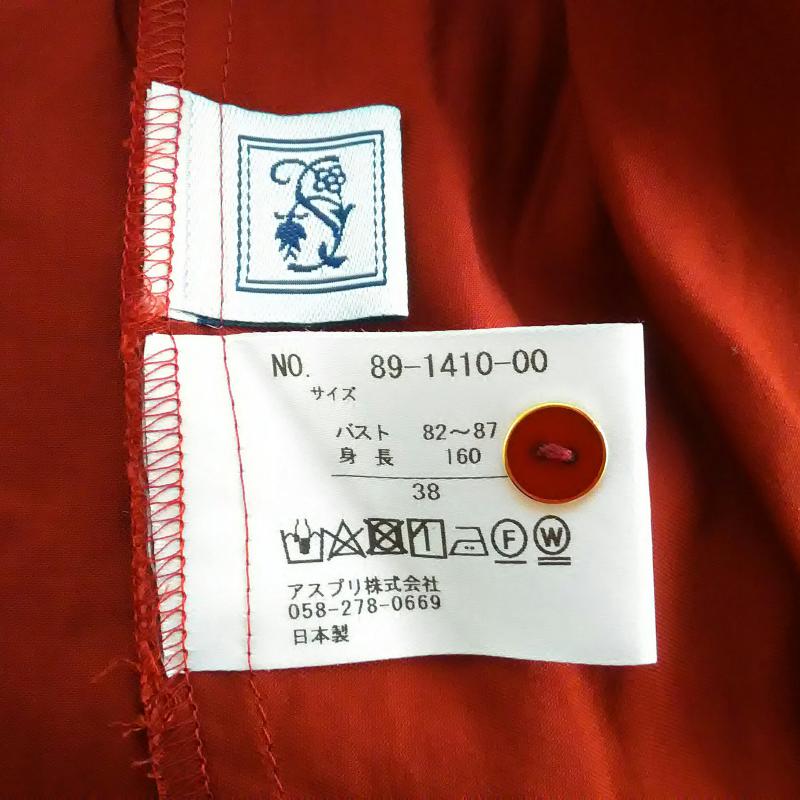 NO. 89-1410-00
サイズ
バスト 82～87
身長 160
38
F W
アスプリ株式会社
058-278-0669
日本製